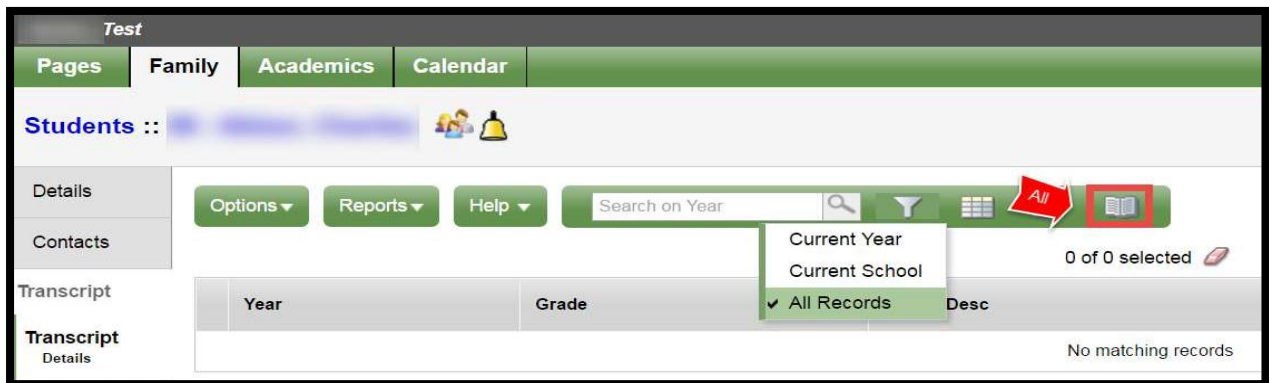 Test
Pages Family Academics Calendar
Students ::
Details
Options Reports Help Search on Year All
Contacts
Current Year
Current School
All Records
0 of 0 selected
Transcript
Year Grade Desc
Transcript
Details
No matching records